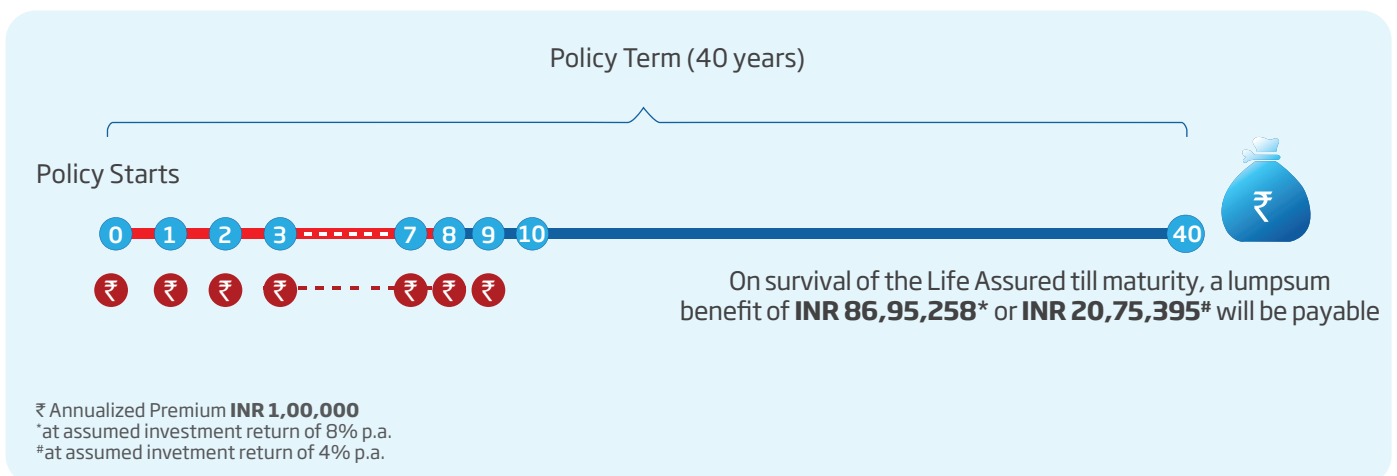 Policy Term (40 years)
Policy Starts
0 1 2 3 7 8 9 10 40
₹
₹ ₹ ₹ ₹ ₹ ₹ ₹
On survival of the Life Assured till maturity, a lumpsum
benefit of INR 86,95,258* or INR 20,75,395# will be payable
₹ Annualized Premium INR 1,00,000
*at assumed investment return of 8% p.a.
#at assumed invetment return of 4% p.a.